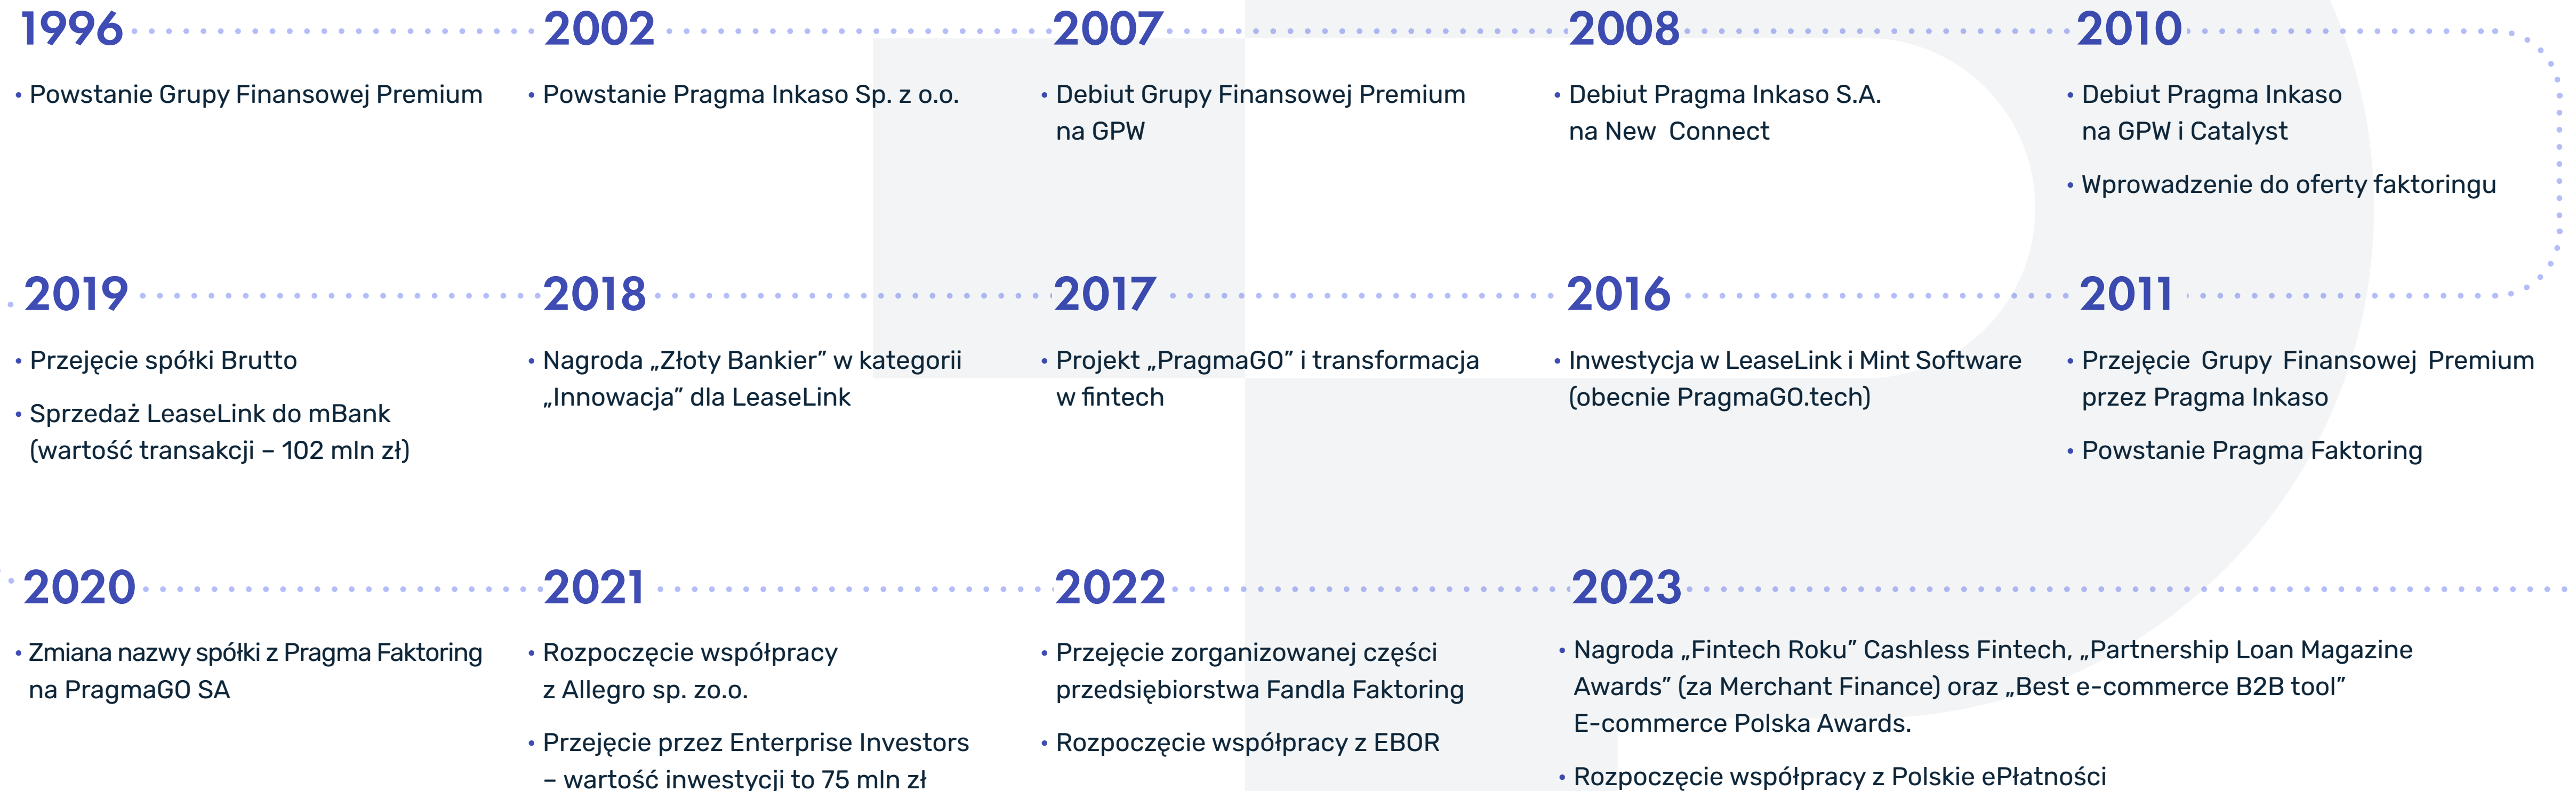 1996
• Powstanie Grupy Finansowej Premium
2002
• Powstanie Pragma Inkaso Sp. z o.o.
2007
• Debiut Grupy Finansowej Premium
na GPW
2008
• Debiut Pragma Inkaso S.A.
na New Connect
2010
• Debiut Pragma Inkaso
na GPW i Catalyst
• Wprowadzenie do oferty faktoringu
2011
• Przejęcie Grupy Finansowej Premium
przez Pragma Inkaso
• Powstanie Pragma Faktoring
2016
• Inwestycja w LeaseLink i Mint Software
(obecnie PragmaGO.tech)
2017
• Projekt „PragmaGO” i transformacja
w fintech
2018
• Nagroda „Złoty Bankier” w kategorii
„Innowacja” dla LeaseLink
2019
• Przejęcie spółki Brutto
• Sprzedaż LeaseLink do mBank
(wartość transakcji – 102 mln zł)
2020
• Zmiana nazwy spółki z Pragma Faktoring
na PragmaGO SA
2021
• Rozpoczęcie współpracy
z Allegro sp. zo.o.
• Przejęcie przez Enterprise Investors
– wartość inwestycji to 75 mln zł
2022
• Przejęcie zorganizowanej części
przedsiębiorstwa Fandla Faktoring
• Rozpoczęcie współpracy z EBOR
2023
• Nagroda „Fintech Roku” Cashless Fintech, „Partnership Loan Magazine
Awards” (za Merchant Finance) oraz „Best e-commerce B2B tool”
E-commerce Polska Awards.
• Rozpoczęcie współpracy z Polskie ePłatności